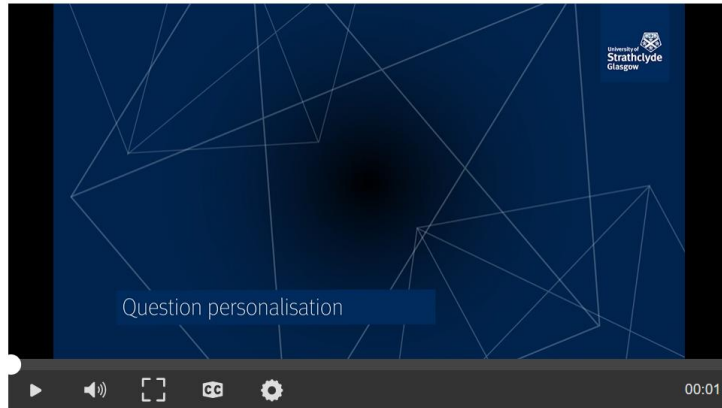 University of
Strathclyde
Glasgow
Question personalisation
CC
00:01